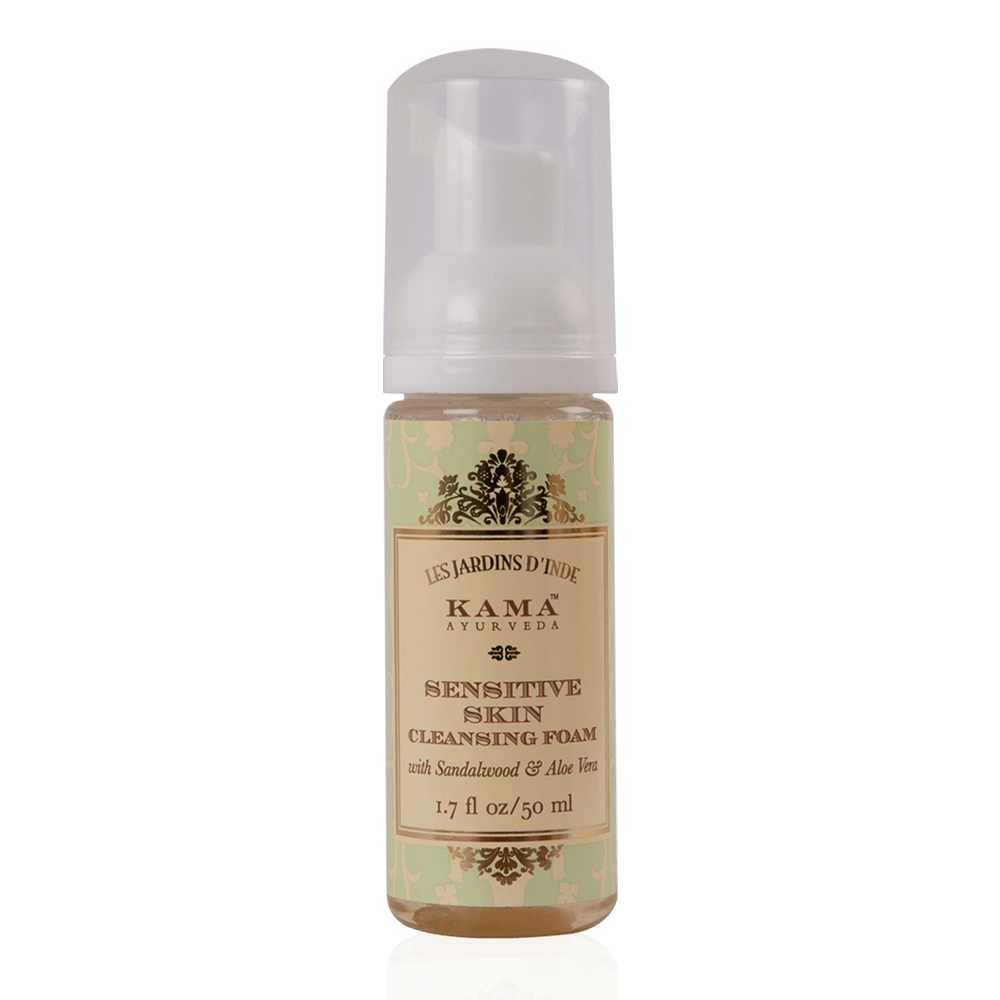 LES JARDINS D'INDE
KAMA™
AYURVEDA
SENSITIVE
SKIN
CLEANSING FOAM
with Sandalwood & Aloe Vera
1.7 fl oz/50 ml